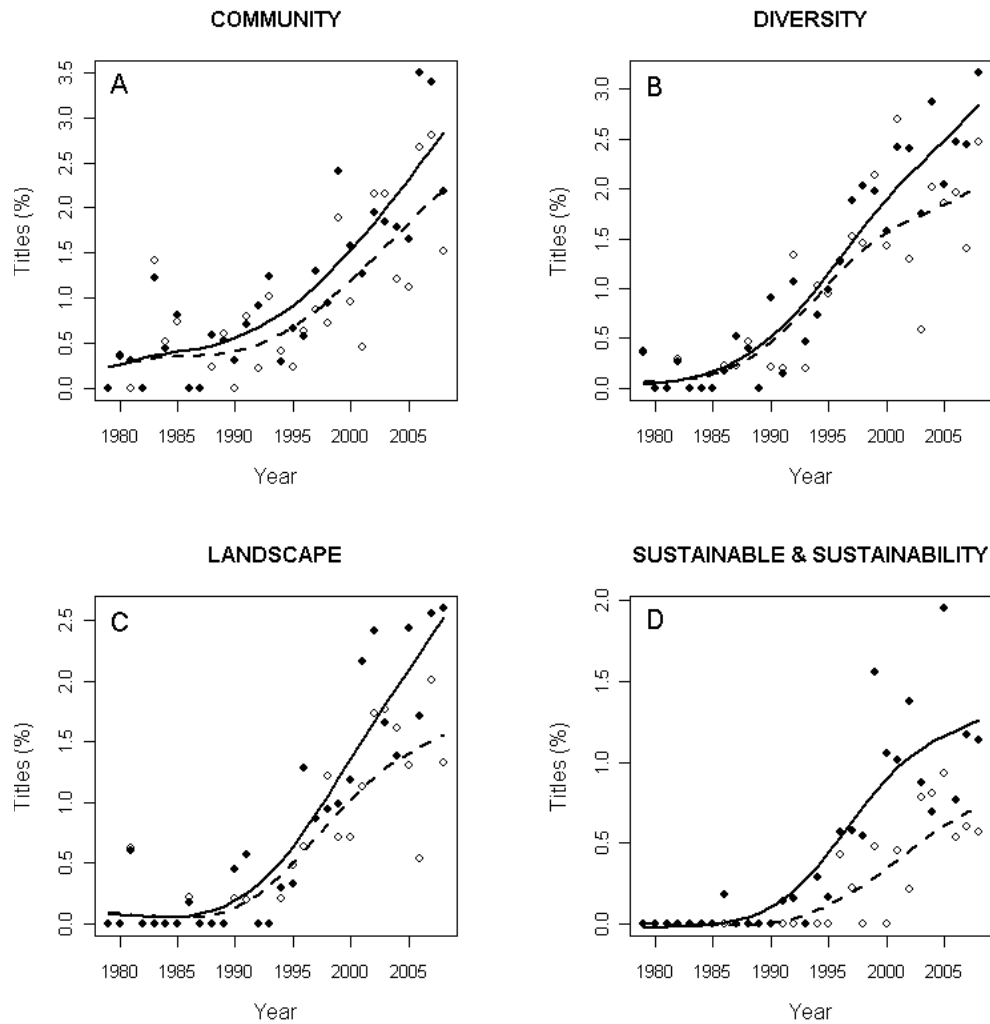 COMMUNITY
A
Titles (%)
0.0 0.5 1.0 1.5 2.0 2.5 3.0 3.5
1980 1985 1990 1995 2000 2005
Year
DIVERSITY
B
Titles (%)
0.0 0.5 1.0 1.5 2.0 2.5 3.0
1980 1985 1990 1995 2000 2005
Year
LANDSCAPE
C
Titles (%)
0.0 0.5 1.0 1.5 2.0 2.5
1980 1985 1990 1995 2000 2005
Year
SUSTAINABLE & SUSTAINABILITY
D
Titles (%)
0.0 0.5 1.0 1.5 2.0
1980 1985 1990 1995 2000 2005
Year